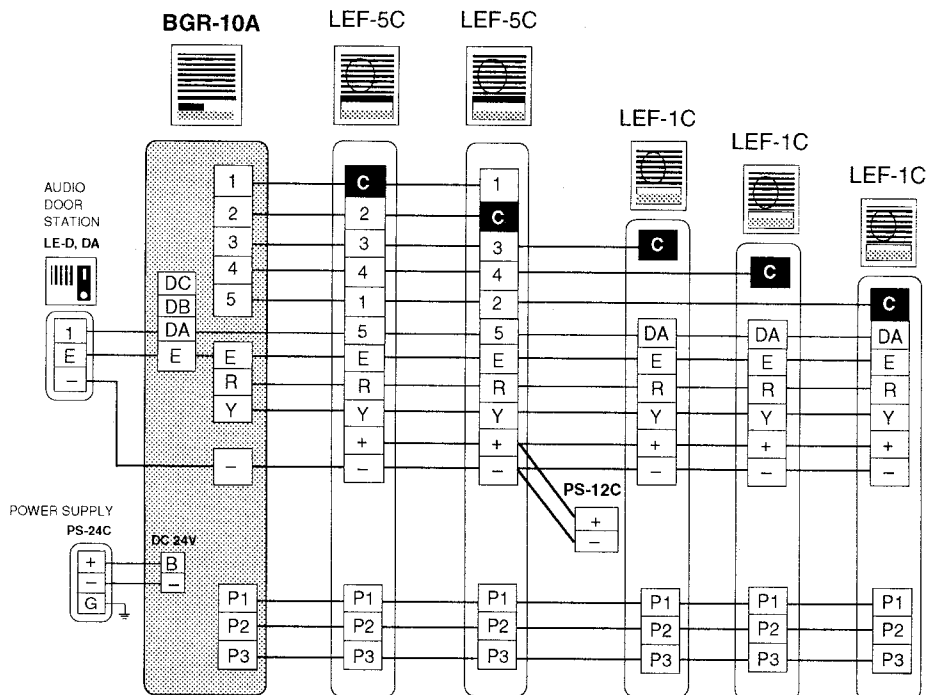 BGR-10A
LEF-5C
LEF-5C
LEF-1C
LEF-1C
LEF-1C
AUDIO
DOOR
STATION
LE-D, DA
1
E
−
POWER SUPPLY
PS-24C
+
−
G
DC 24V
B
−
DC
DB
DA
E
1
2
3
4
5
E
R
Y
−
P1
P2
P3
C
2
3
4
1
5
E
R
Y
+
−
P1
P2
P3
1
C
3
4
2
5
E
R
Y
+
−
P1
P2
P3
PS-12C
+
−
C
DA
E
R
Y
+
−
P1
P2
P3
C
DA
E
R
Y
+
−
P1
P2
P3
C
DA
E
R
Y
+
−
P1
P2
P3